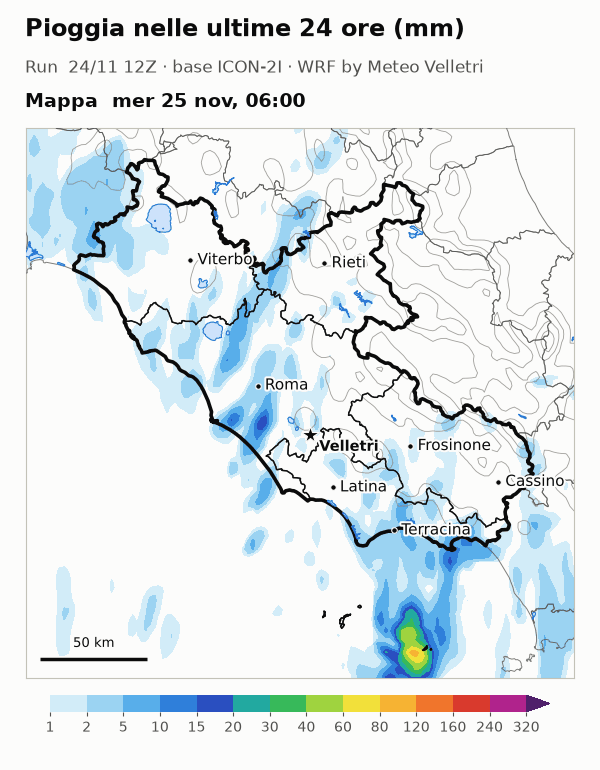 Pioggia nelle ultime 24 ore (mm)
Run  24/11 12Z · base ICON-2I · WRF by Meteo Velletri
Mappa  mer 25 nov, 06:00
Viterbo
Rieti
Roma
Velletri
Frosinone
Latina
Cassino
Terracina
50 km
1 2 5 10 15 20 30 40 60 80 120 160 240 320